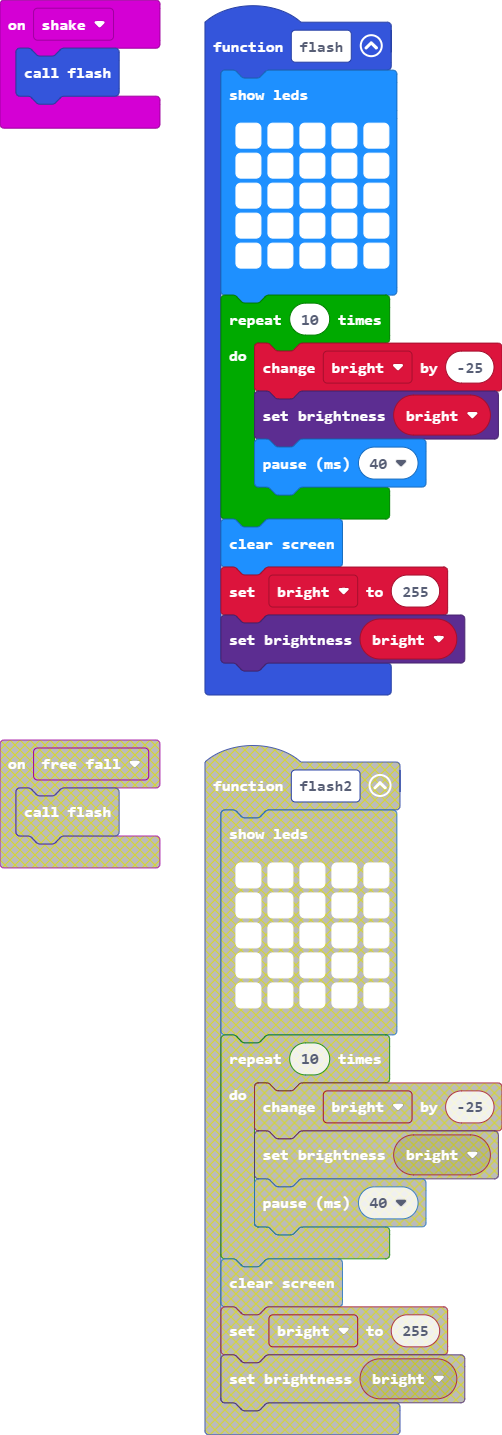 on shake
call flash
function flash
show leds
repeat 10 times
do
change bright by -25
set brightness bright
pause (ms) 40
clear screen
set bright to 255
set brightness bright
on free fall
call flash
function flash2
show leds
repeat 10 times
do
change bright by -25
set brightness bright
pause (ms) 40
clear screen
set bright to 255
set brightness bright